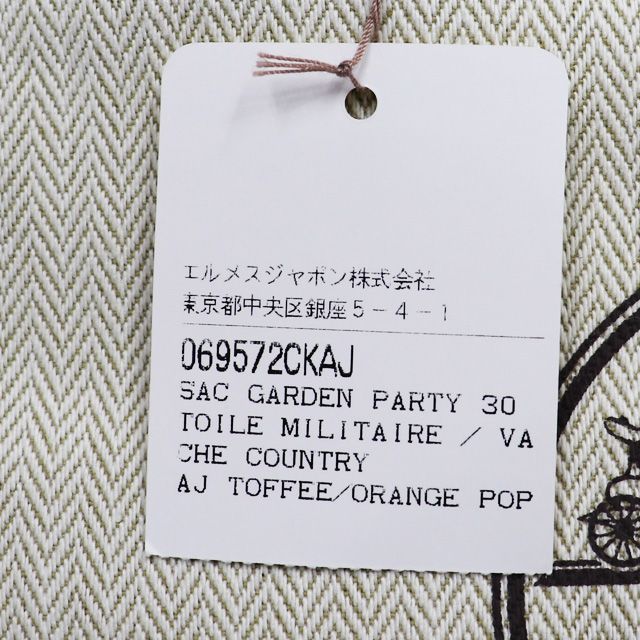 エルメスジャポン株式会社
東京都中央区銀座５－４－１
069572CKAJ
SAC GARDEN PARTY 30
TOILE MILITAIRE / VA
CHE COUNTRY
AJ TOFFEE/ORANGE POP